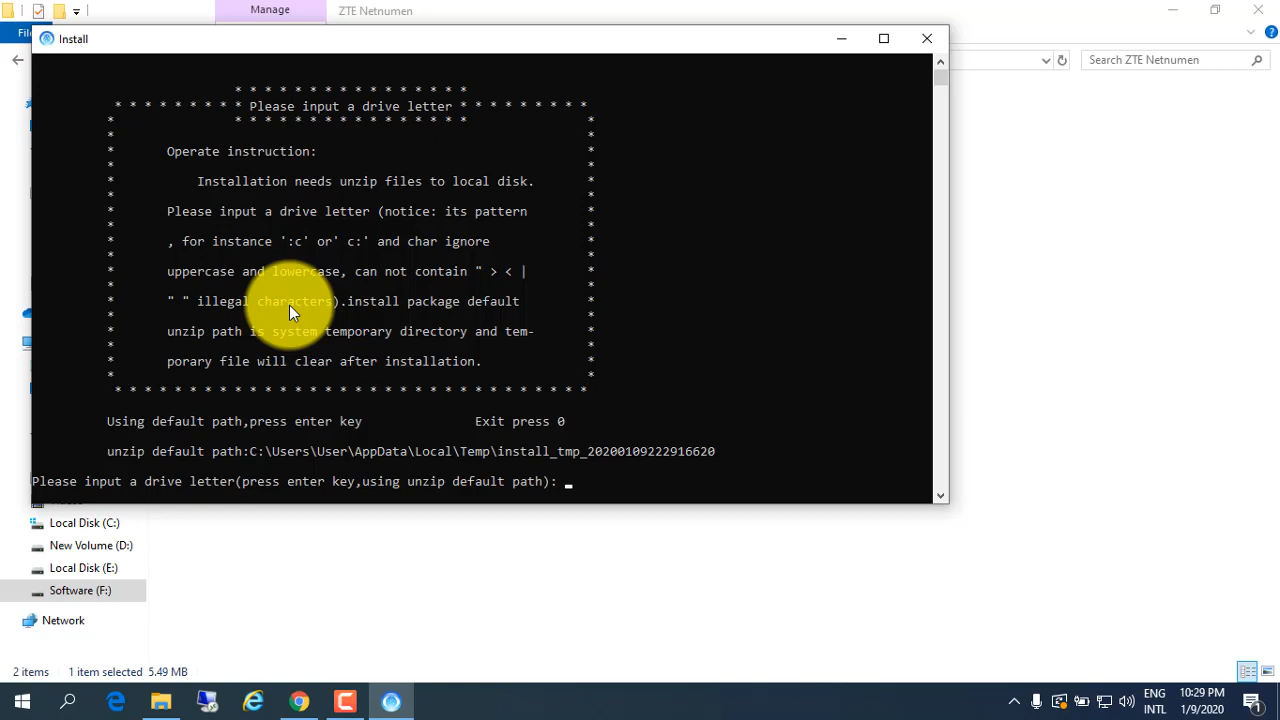 Manage
ZTE Netnumen
Fil
Install
Search ZTE Netnumen
* * * * * * * * * * * * * * * *
* * * * * * * * * Please input a drive letter * * * * * * * * *
* * * * * * * * * * * * * * * *
Operate instruction:
Installation needs unzip files to local disk.
Please input a drive letter (notice: its pattern
, for instance ':c' or' c:' and char ignore
uppercase and lowercase, can not contain " > < |
" " illegal characters).install package default
unzip path is system temporary directory and tem-
porary file will clear after installation.
* * * * * * * * * * * * * * * * * * * * * * * * * * * * * * * *
Using default path,press enter key Exit press 0
unzip default path:C:\Users\User\AppData\Local\Temp\install_tmp_20200109222916620
Please input a drive letter(press enter key,using unzip default path): _
Local Disk (C:)
New Volume (D:)
Local Disk (E:)
Software (F:)
Network
2 items 1 item selected 5.49 MB
ENG
INTL
10:29 PM
1/9/2020
1